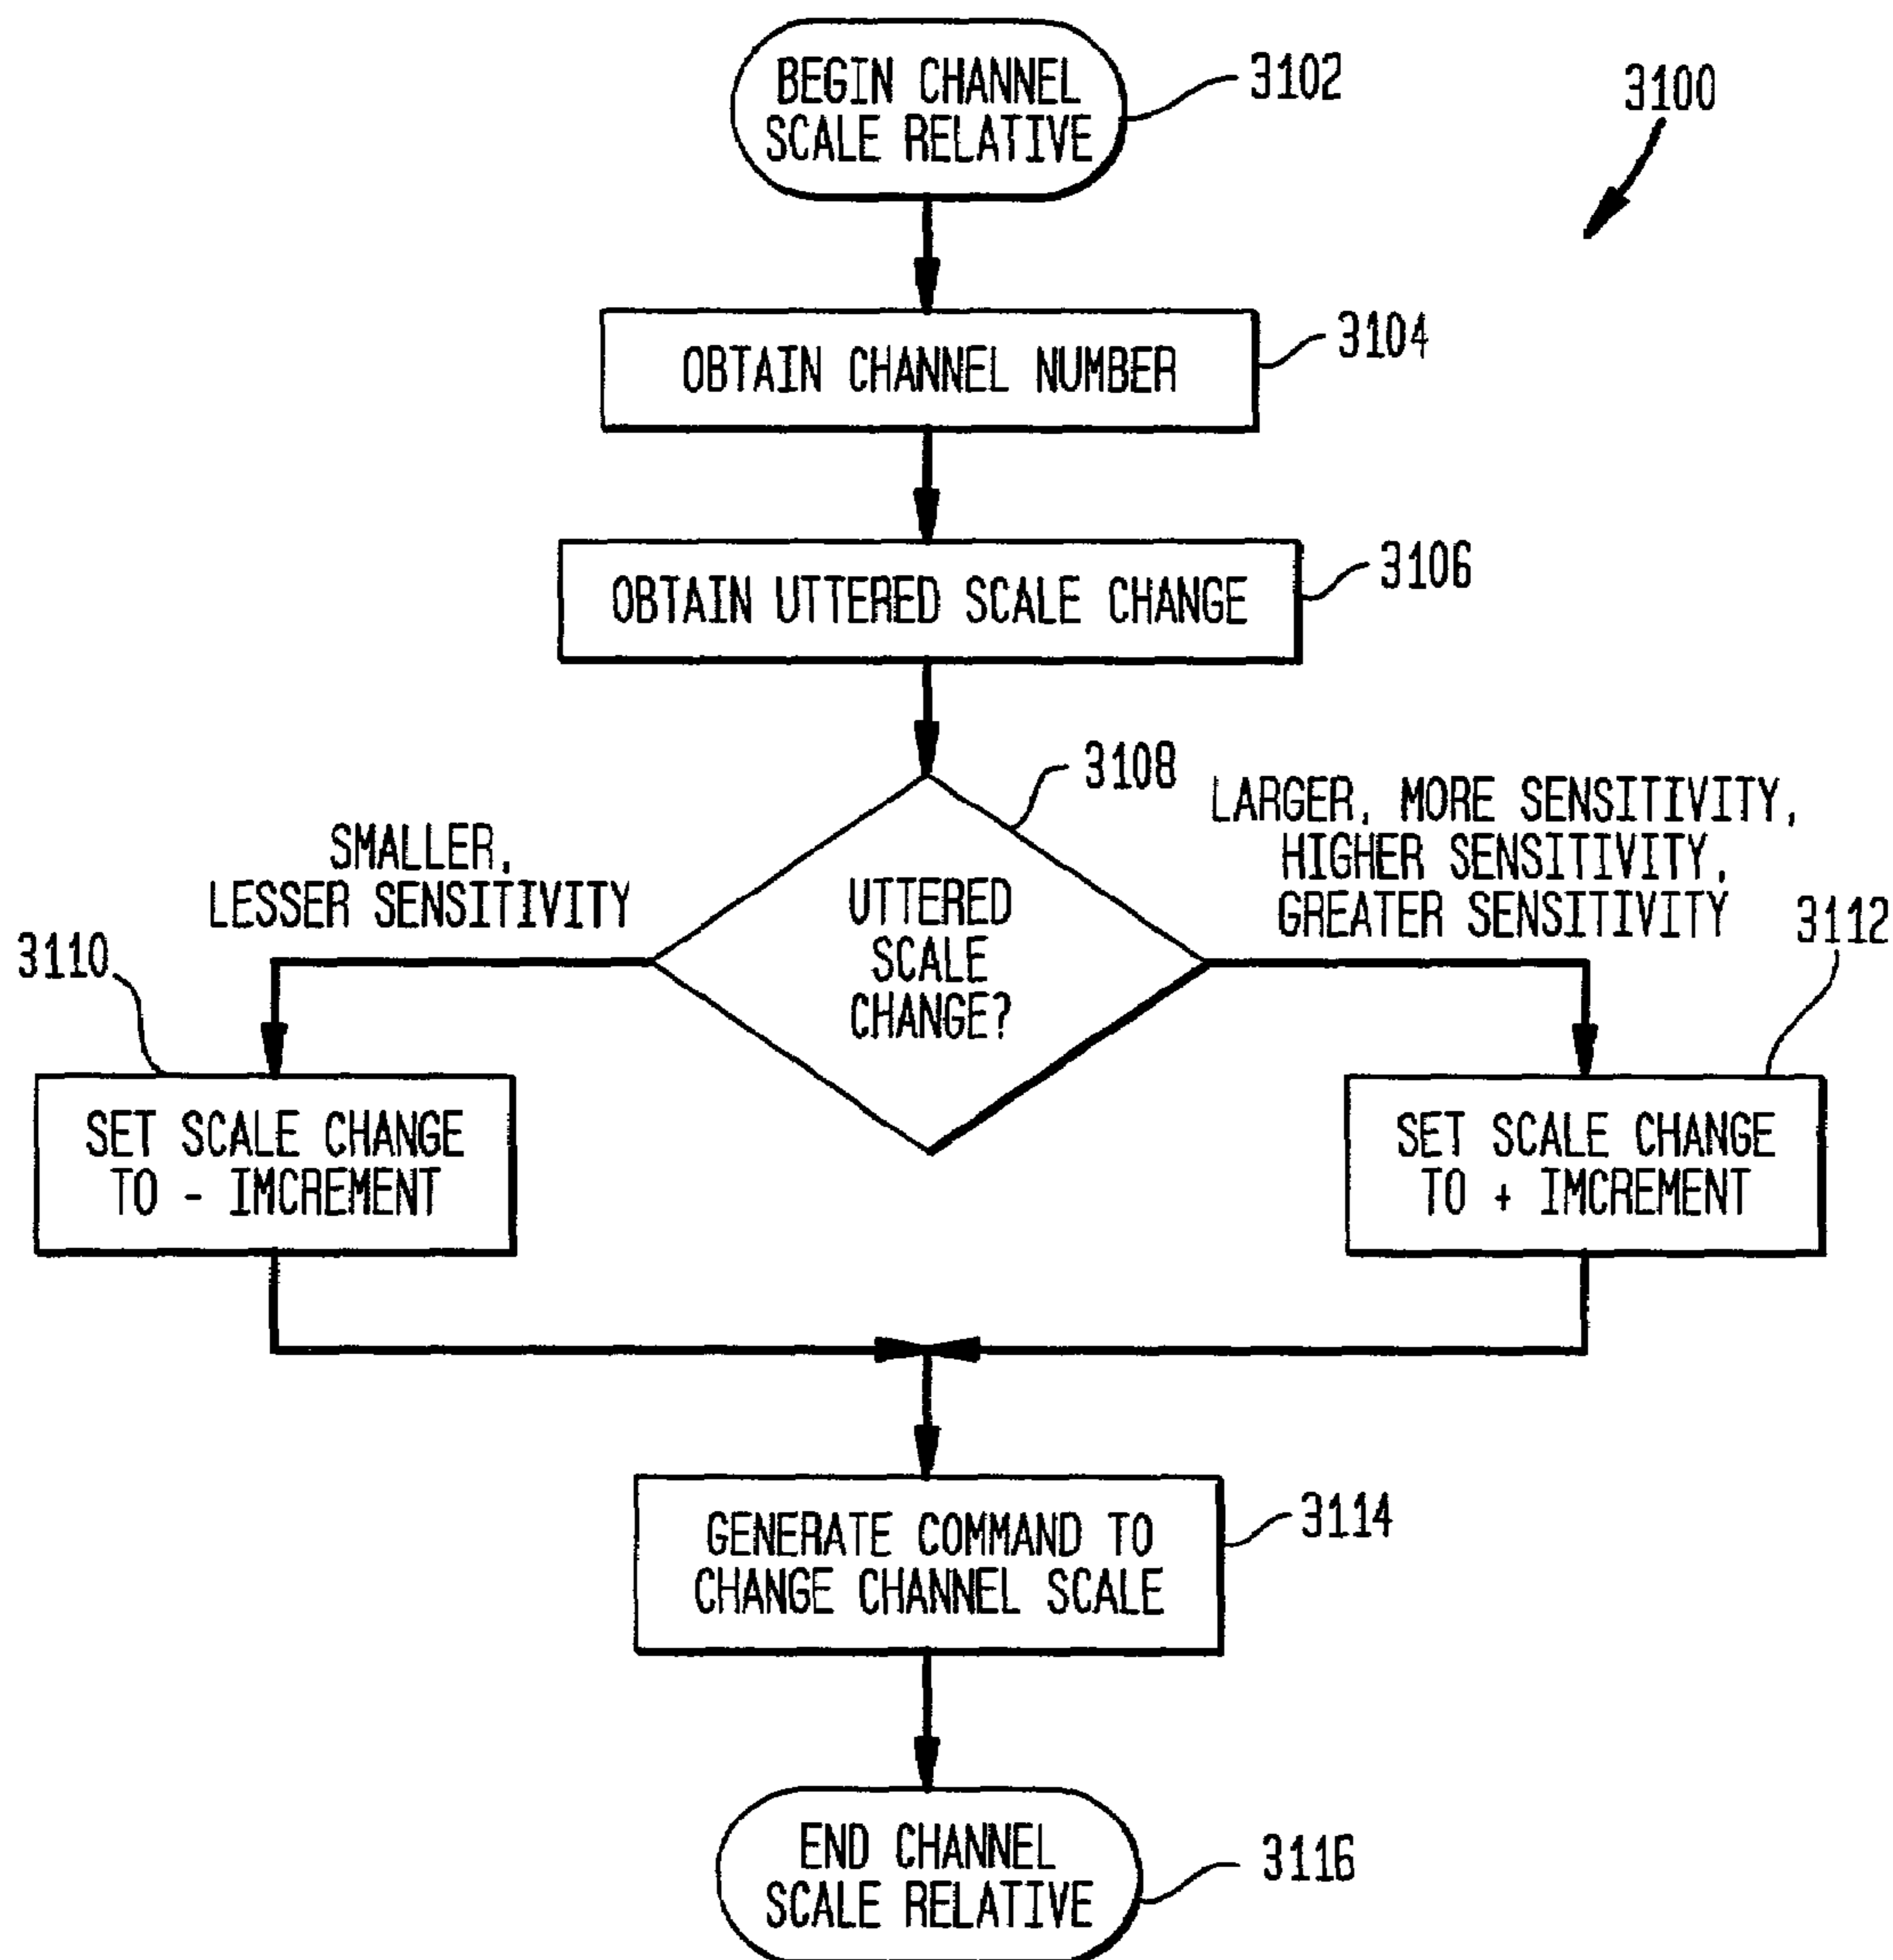 BEGIN CHANNEL
SCALE RELATIVE
3102
3100
OBTAIN CHANNEL NUMBER
3104
OBTAIN UTTERED SCALE CHANGE
3106
3108
SMALLER,
LESSER SENSITIVITY
LARGER, MORE SENSITIVITY,
HIGHER SENSITIVITY,
GREATER SENSITIVITY
UTTERED
SCALE
CHANGE?
3110
3112
SET SCALE CHANGE
TO - IMCREMENT
SET SCALE CHANGE
TO + IMCREMENT
GENERATE COMMAND TO
CHANGE CHANNEL SCALE
3114
END CHANNEL
SCALE RELATIVE
3116